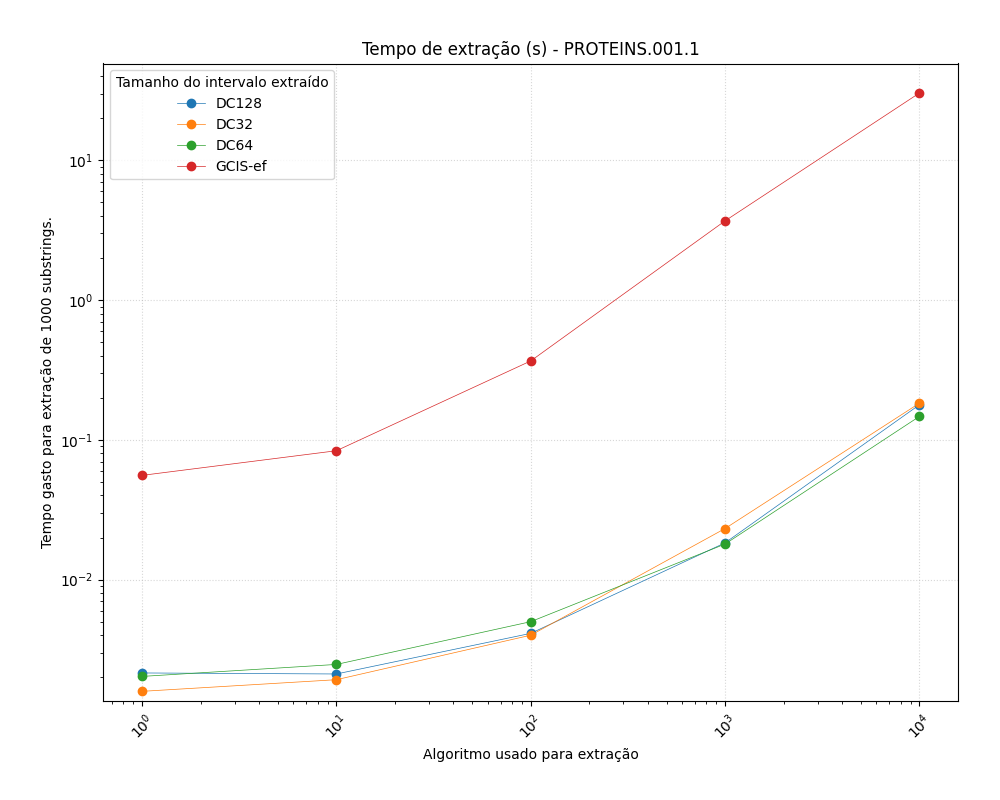 Tempo de extração (s) - PROTEINS.001.1
Tamanho do intervalo extraído
DC128
DC32
DC64
GCIS-ef
Tempo gasto para extração de 1000 substrings.
10¹
10⁰
10⁻¹
10⁻²
10⁰
10¹
10²
10³
10⁴
Algoritmo usado para extração